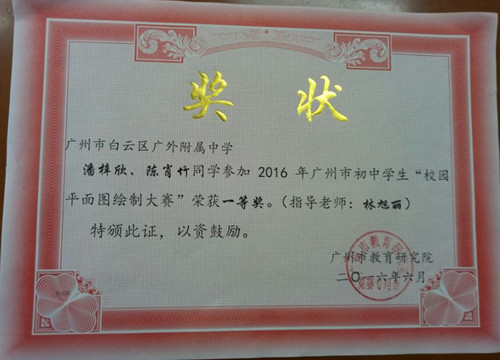 奖 状
广州市白云区广外附属中学
潘梓欣、陈肖竹同学参加 2016 年广州市初中学生“校园
平面图绘制大赛”荣获一等奖。(指导老师：林旭丽)
特颁此证，以资鼓励。
广州市教育研究院
二〇一六年六月